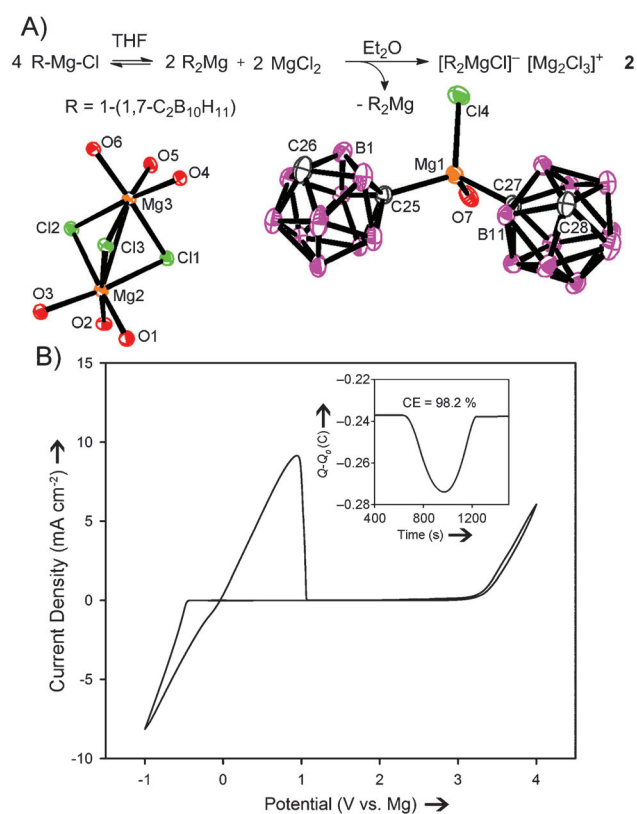 A)
4 R-Mg-Cl THF ⇌ 2 R₂Mg + 2 MgCl₂ Et₂O - R₂Mg [R₂MgCl]⁻ [Mg₂Cl₃]⁺ 2
R = 1-(1,7-C₂B₁₀H₁₁)
O6
O5
O4
Mg3
Cl2
Cl3
Cl1
O3
Mg2
O2
O1
Cl4
C26
B1
Mg1
C25
O7
C27
B11
C28
B)
Current Density (mA cm⁻²) →
15
10
5
0
-5
-10
-1 0 1 2 3 4
Potential (V vs. Mg) →
CE = 98.2 %
Q-Q₀ (C) →
−0.22
−0.24
−0.26
−0.28
400 800 1200
Time (s) →